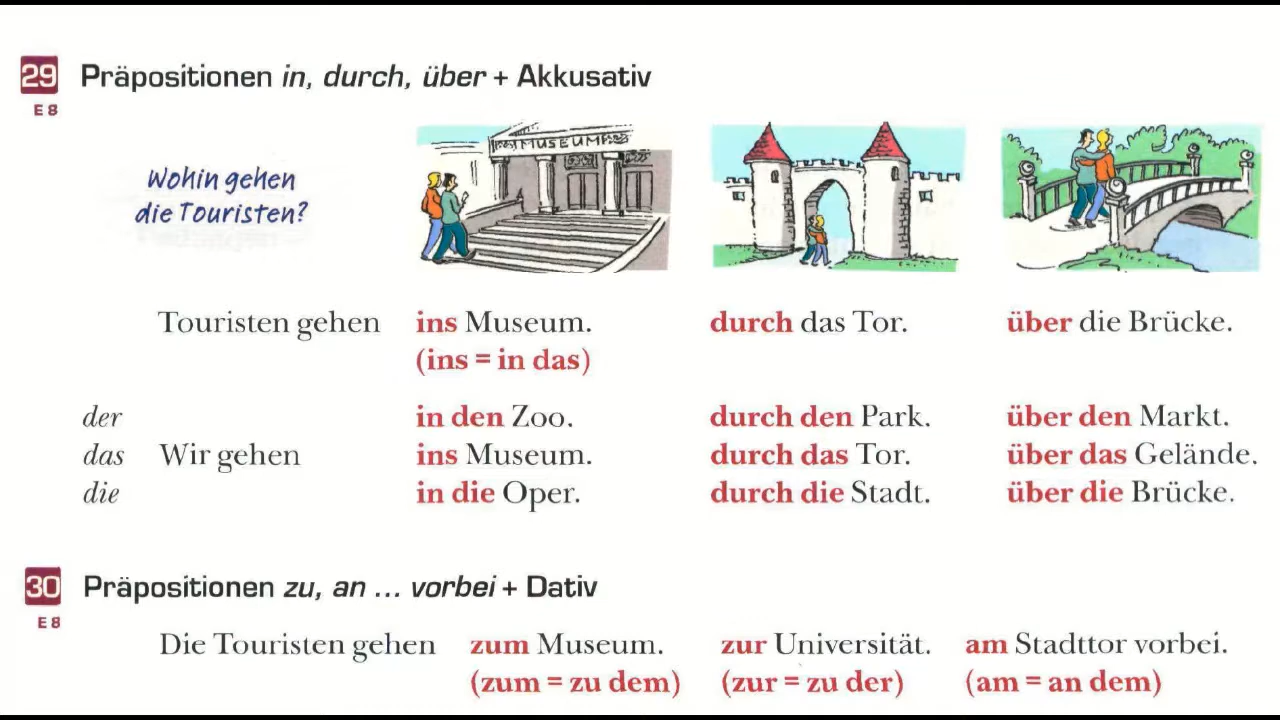 29 Präpositionen in, durch, über + Akkusativ
E 8
MUSEUM
Wohin gehen
die Touristen?
Touristen gehen ins Museum. durch das Tor. über die Brücke.
(ins = in das)
der in den Zoo. durch den Park. über den Markt.
das Wir gehen ins Museum. durch das Tor. über das Gelände.
die in die Oper. durch die Stadt. über die Brücke.
30 Präpositionen zu, an ... vorbei + Dativ
E 8
Die Touristen gehen zum Museum. zur Universität. am Stadttor vorbei.
(zum = zu dem) (zur = zu der) (am = an dem)